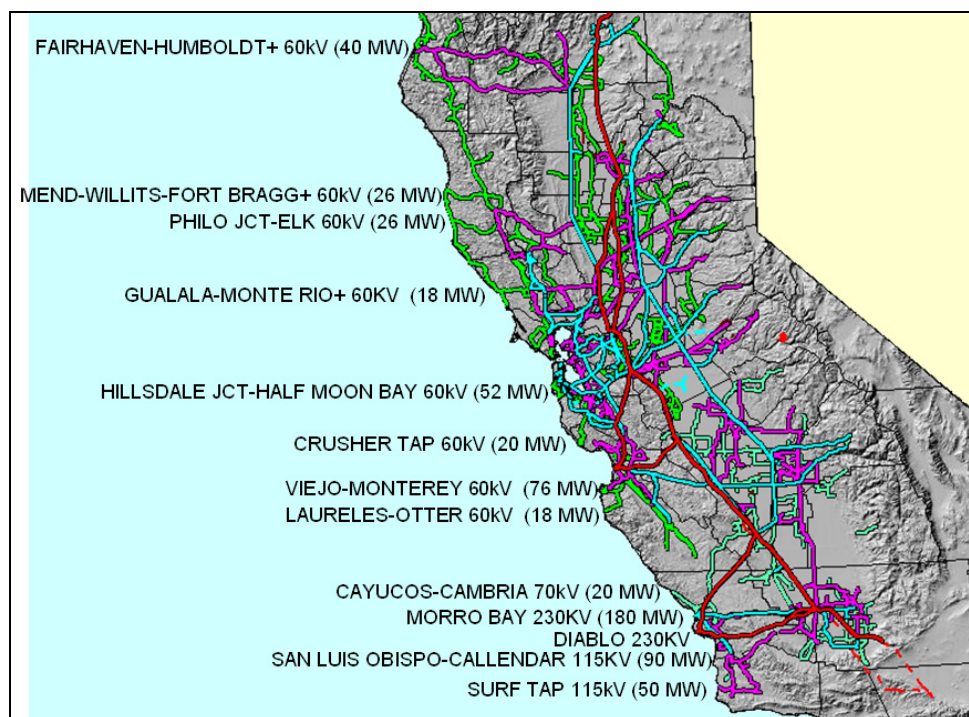 FAIRHAVEN-HUMBOLDT+ 60kV (40 MW)
MEND-WILLITS-FORT BRAGG+ 60kV (26 MW)
PHILO JCT-ELK 60kV (26 MW)
GUALALA-MONTE RIO+ 60KV (18 MW)
HILLSDALE JCT-HALF MOON BAY 60kV (52 MW)
CRUSHER TAP 60kV (20 MW)
VIEJO-MONTEREY 60kV (76 MW)
LAURELES-OTTER 60kV (18 MW)
CAYUCOS-CAMBRIA 70kV (20 MW)
MORRO BAY 230KV (180 MW)
DIABLO 230KV
SAN LUIS OBISPO-CALLENDAR 115KV (90 MW)
SURF TAP 115kV (50 MW)